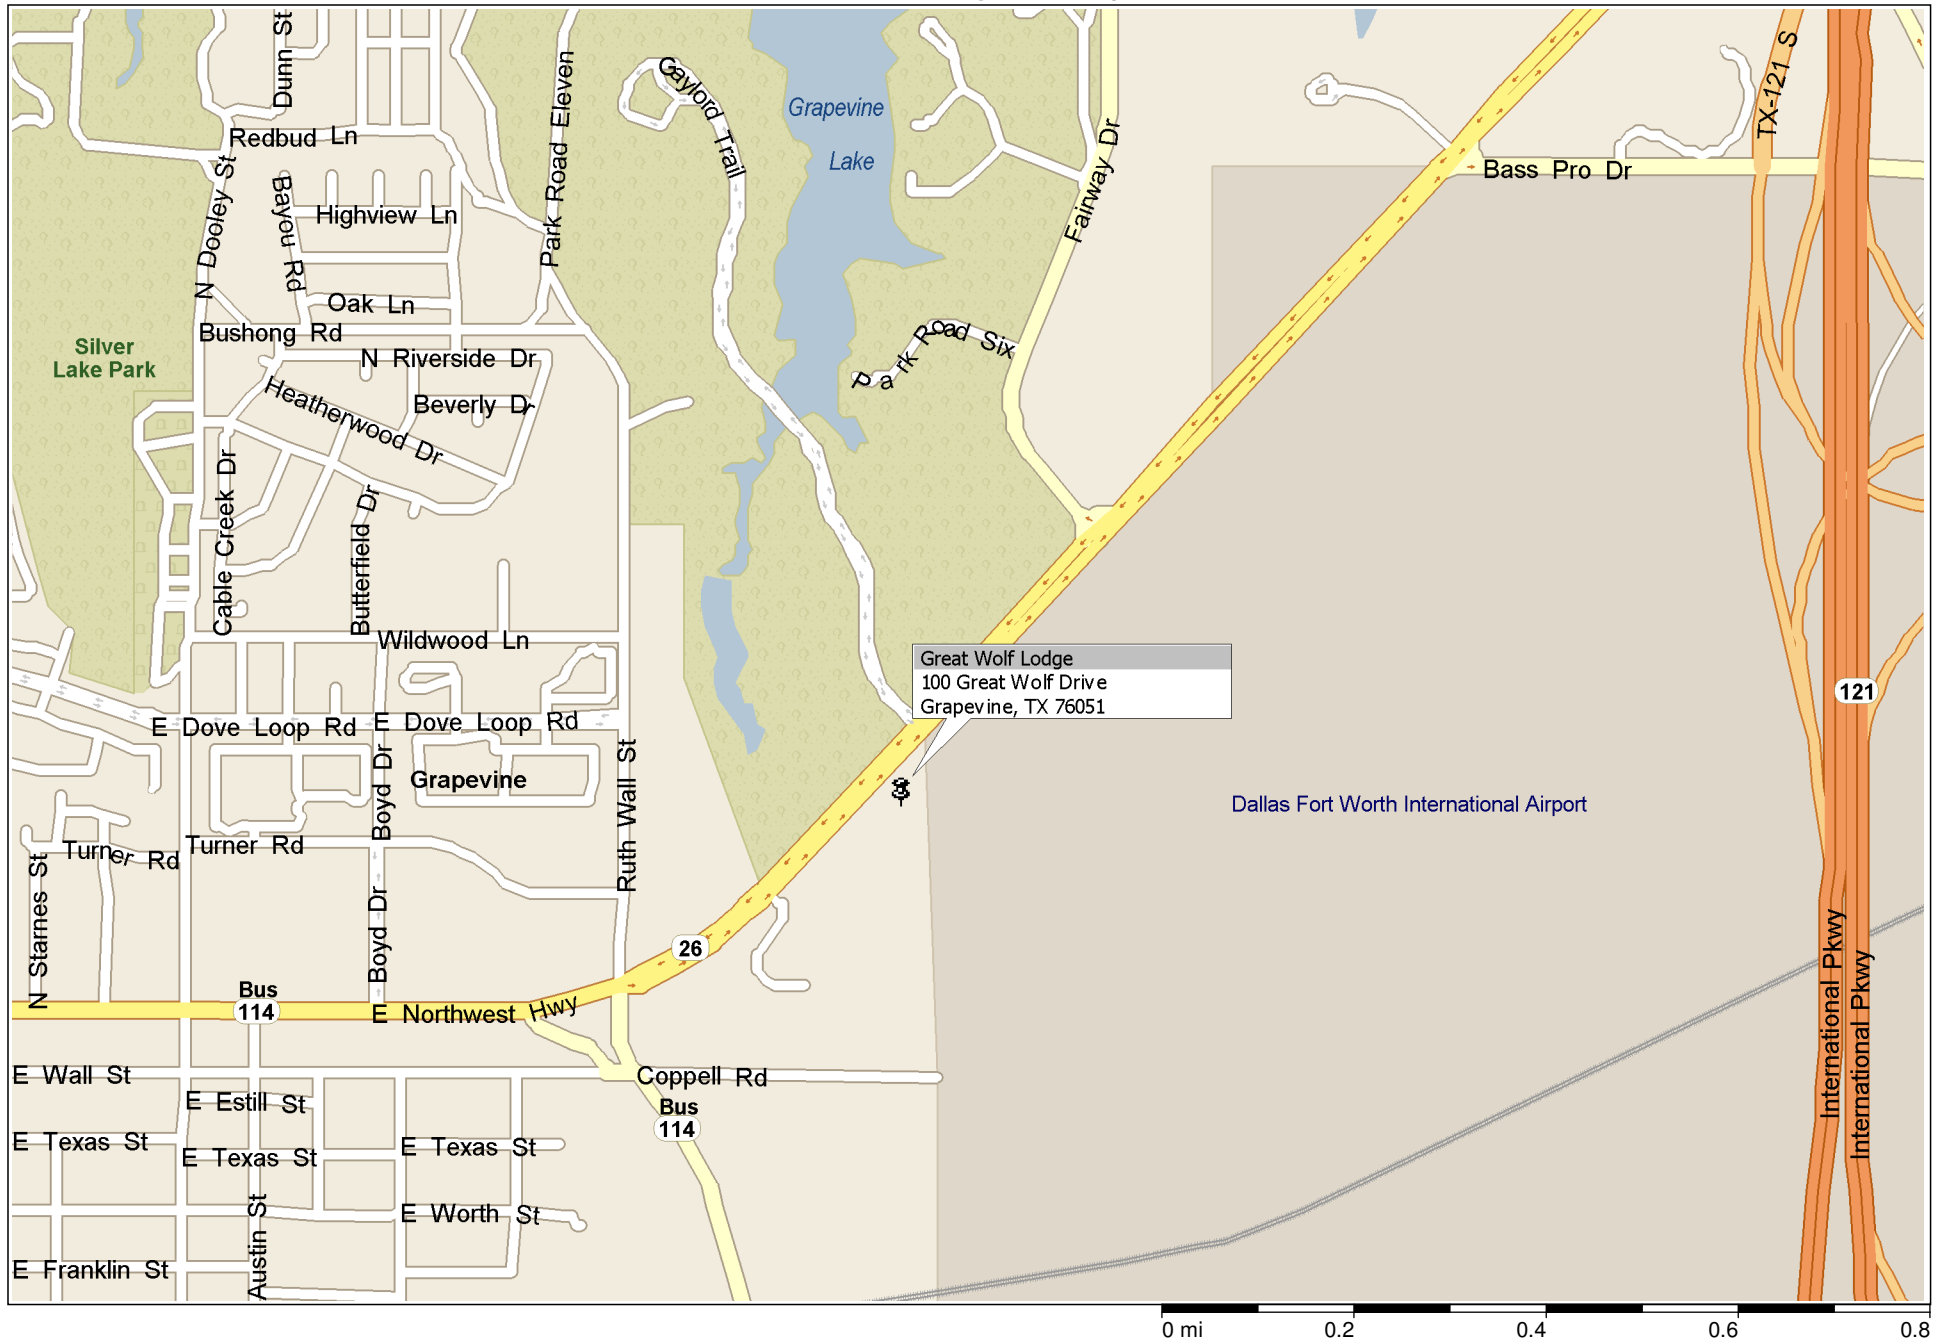 Dunn St
Gaylord Trail
Park Road Eleven
Grapevine
Lake
TX-121 S
Redbud Ln
Fairway Dr
Bass Pro Dr
N Dooley St
Bayou Rd
Highview Ln
Oak Ln
Bushong Rd
Park Road Six
Silver
Lake Park
N Riverside Dr
Heatherwood Dr
Beverly Dr
Cable Creek Dr
Butterfield Dr
Wildwood Ln
Great Wolf Lodge
100 Great Wolf Drive
Grapevine, TX 76051
121
E Dove Loop Rd
E Dove Loop Rd
Boyd Dr
Grapevine
Ruth Wall St
Dallas Fort Worth International Airport
Turner Rd
Turner Rd
N Starnes St
Boyd Dr
26
Bus
114
E Northwest Hwy
International Pkwy
International Pkwy
E Wall St
Coppell Rd
E Estill St
Bus
114
E Texas St
E Texas St
E Texas St
Austin St
E Worth St
E Franklin St
0 mi
0.2
0.4
0.6
0.8